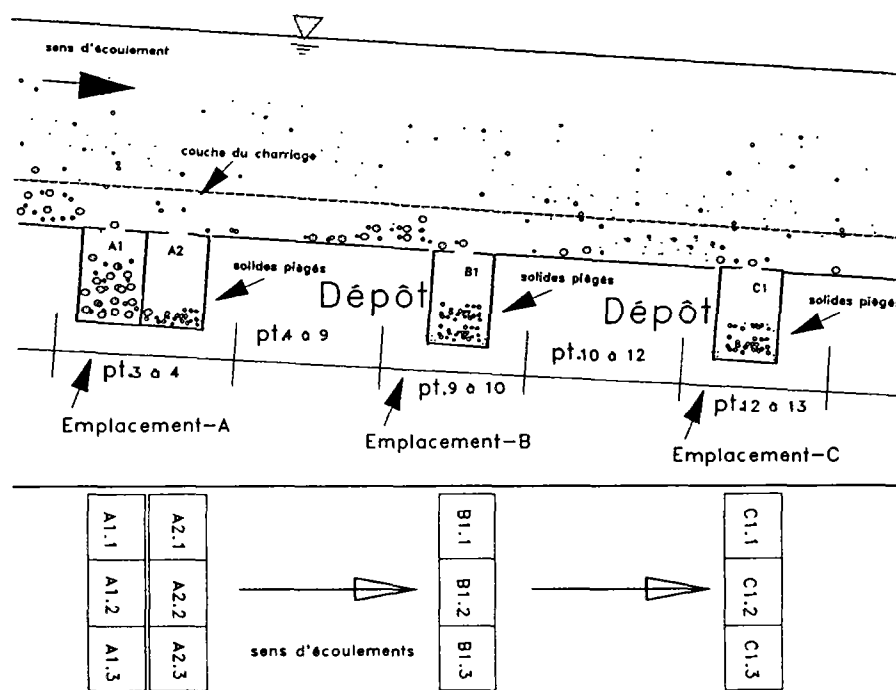 sens d'écoulement
couche du charriage
A1
A2
B1
C1
solides piégés
solides piégés
solides piégés
Dépôt
Dépôt
pt.3 à 4
pt.4 à 9
pt.9 à 10
pt.10 à 12
pt.12 à 13
Emplacement-A
Emplacement-B
Emplacement-C
A1.1
A2.1
B1.1
C1.1
A1.2
A2.2
B1.2
C1.2
A1.3
A2.3
B1.3
C1.3
sens d'écoulements